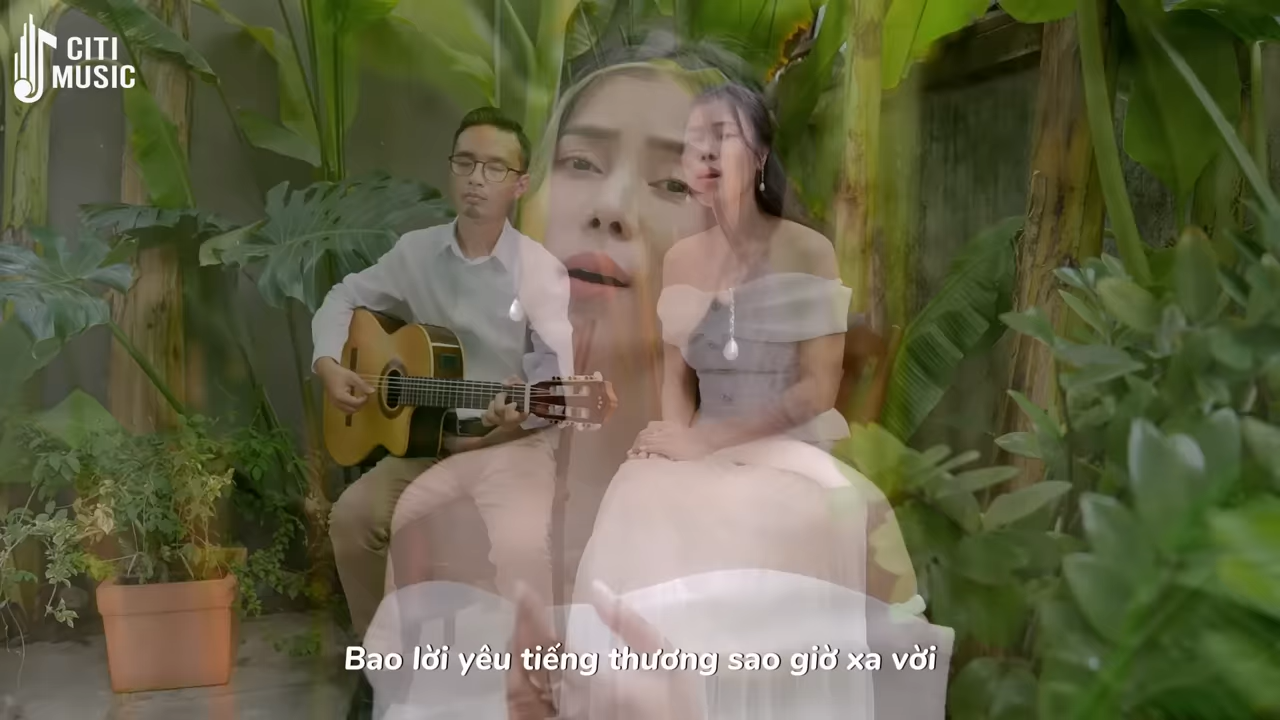 CITI
MUSIC
Bao lời yêu tiếng thương sao giờ xa vời